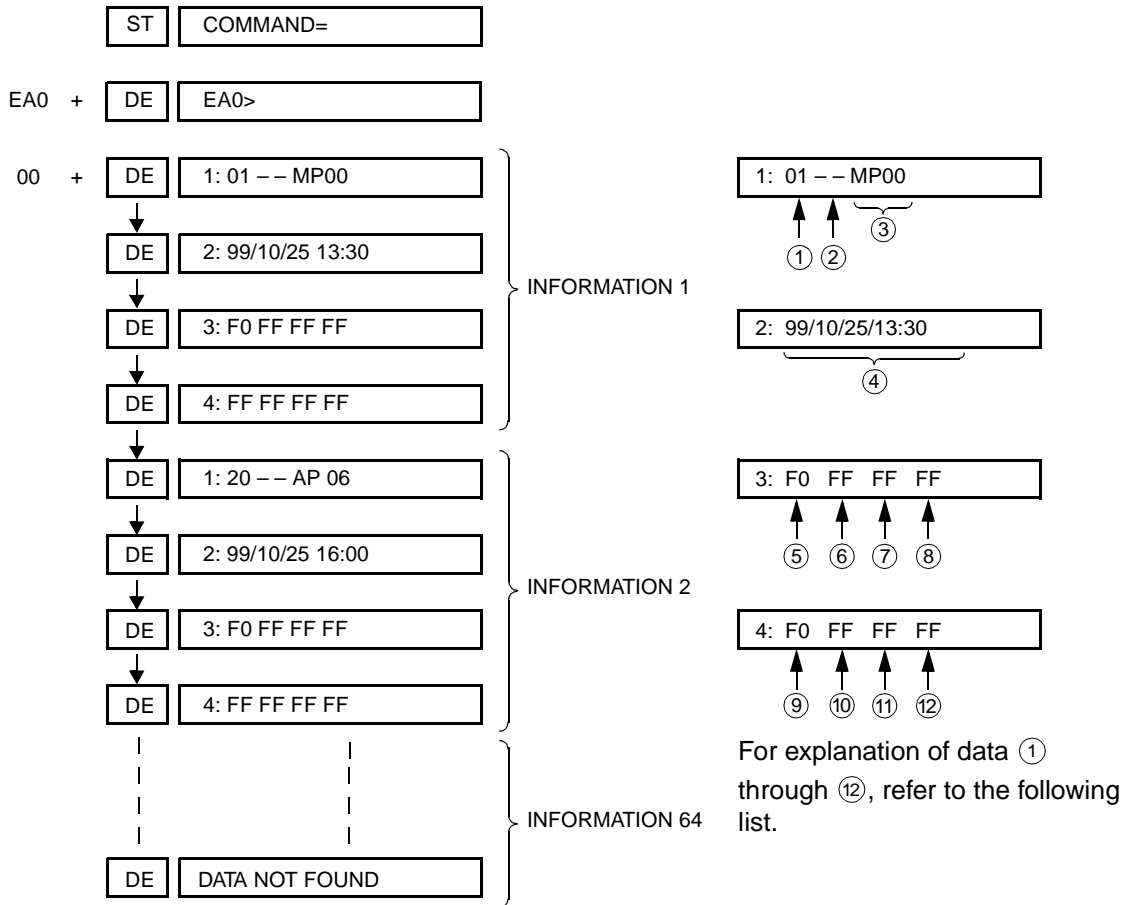 ST COMMAND=
EA0 + DE EA0>
00 + DE 1: 01 – – MP00
DE 2: 99/10/25 13:30
DE 3: F0 FF FF FF
DE 4: FF FF FF FF
INFORMATION 1
DE 1: 20 – – AP 06
DE 2: 99/10/25 16:00
DE 3: F0 FF FF FF
DE 4: FF FF FF FF
INFORMATION 2
DE DATA NOT FOUND
INFORMATION 64
1: 01 – – MP00
① ② ③
2: 99/10/25/13:30
④
3: F0 FF FF FF
⑤ ⑥ ⑦ ⑧
4: F0 FF FF FF
⑨ ⑩ ⑪ ⑫
For explanation of data ①
through ⑫, refer to the following
list.